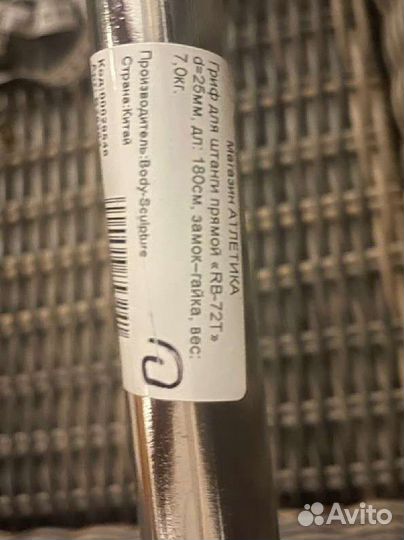 Магазин АТЛЕТИКА
Гриф для штанги прямой «RB-72T»
d=25мм, дл: 180см, замок-гайка, вес:
7,0кг.
Производитель:Body-Sculpture
Страна:Китай
Avito